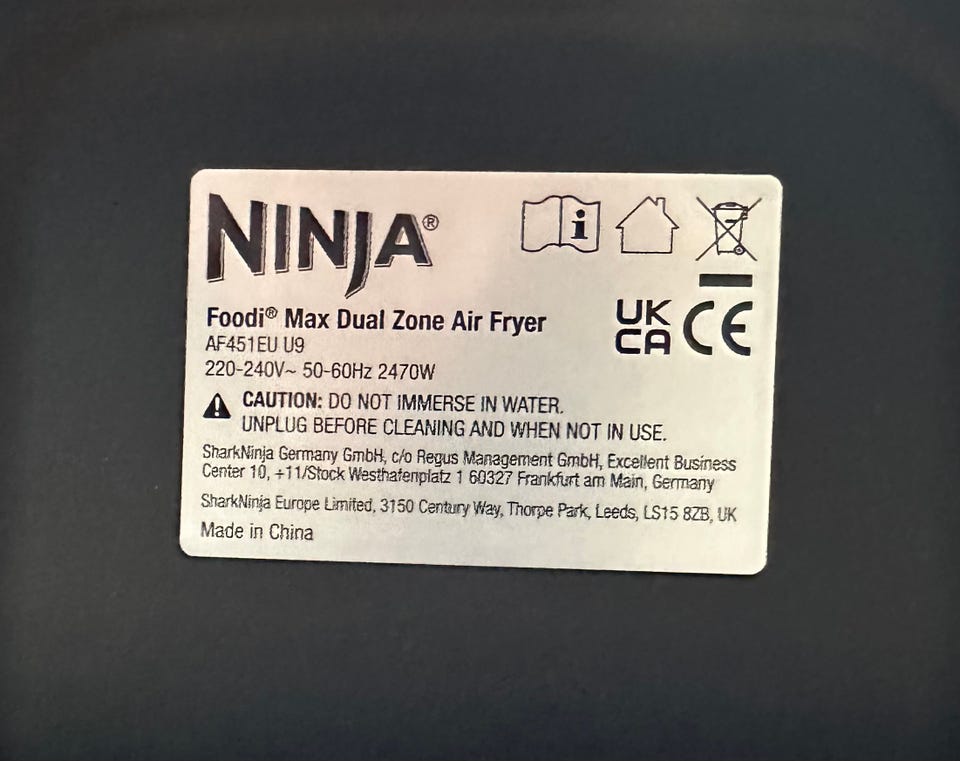 NINJA®
Foodi® Max Dual Zone Air Fryer
AF451EU U9
220-240V~ 50-60Hz 2470W
UK
CA CE
CAUTION: DO NOT IMMERSE IN WATER.
UNPLUG BEFORE CLEANING AND WHEN NOT IN USE.
SharkNinja Germany GmbH, c/o Regus Management GmbH, Excellent Business
Center 10, +11/Stock Westhafenplatz 1 60327 Frankfurt am Main, Germany
SharkNinja Europe Limited, 3150 Century Way, Thorpe Park, Leeds, LS15 8ZB, UK
Made in China